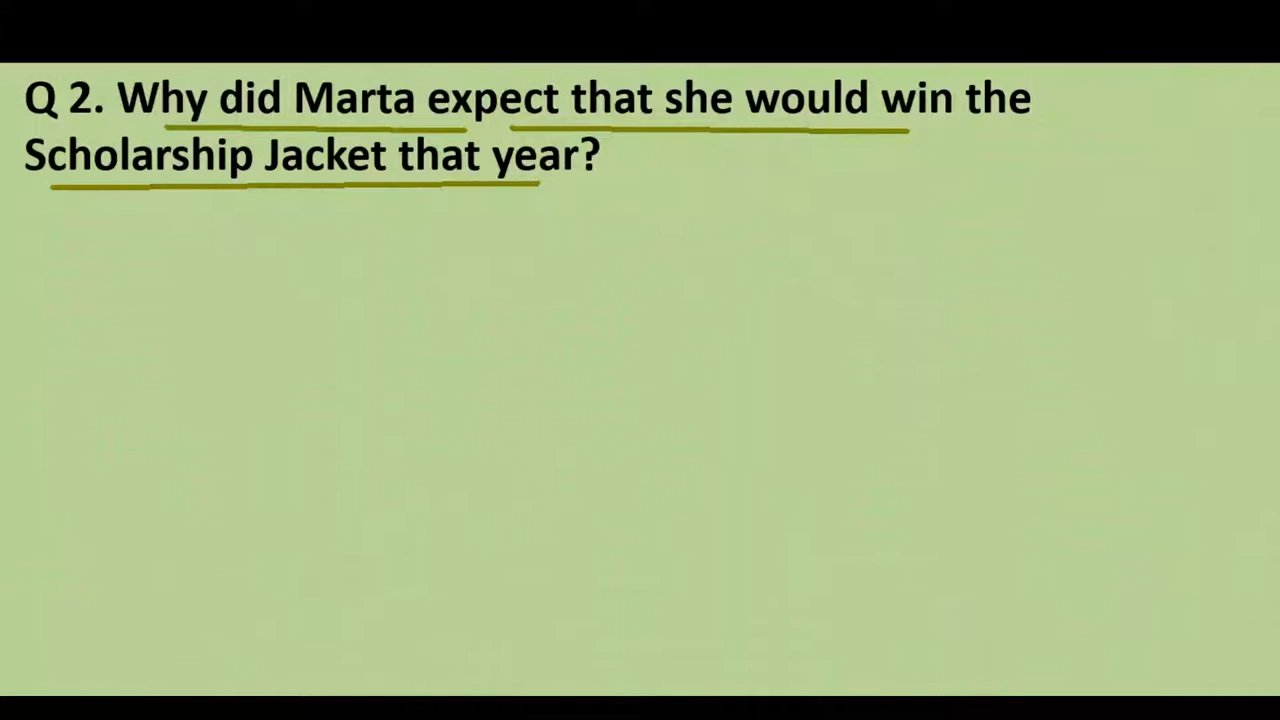 Q 2. Why did Marta expect that she would win the
Scholarship Jacket that year?